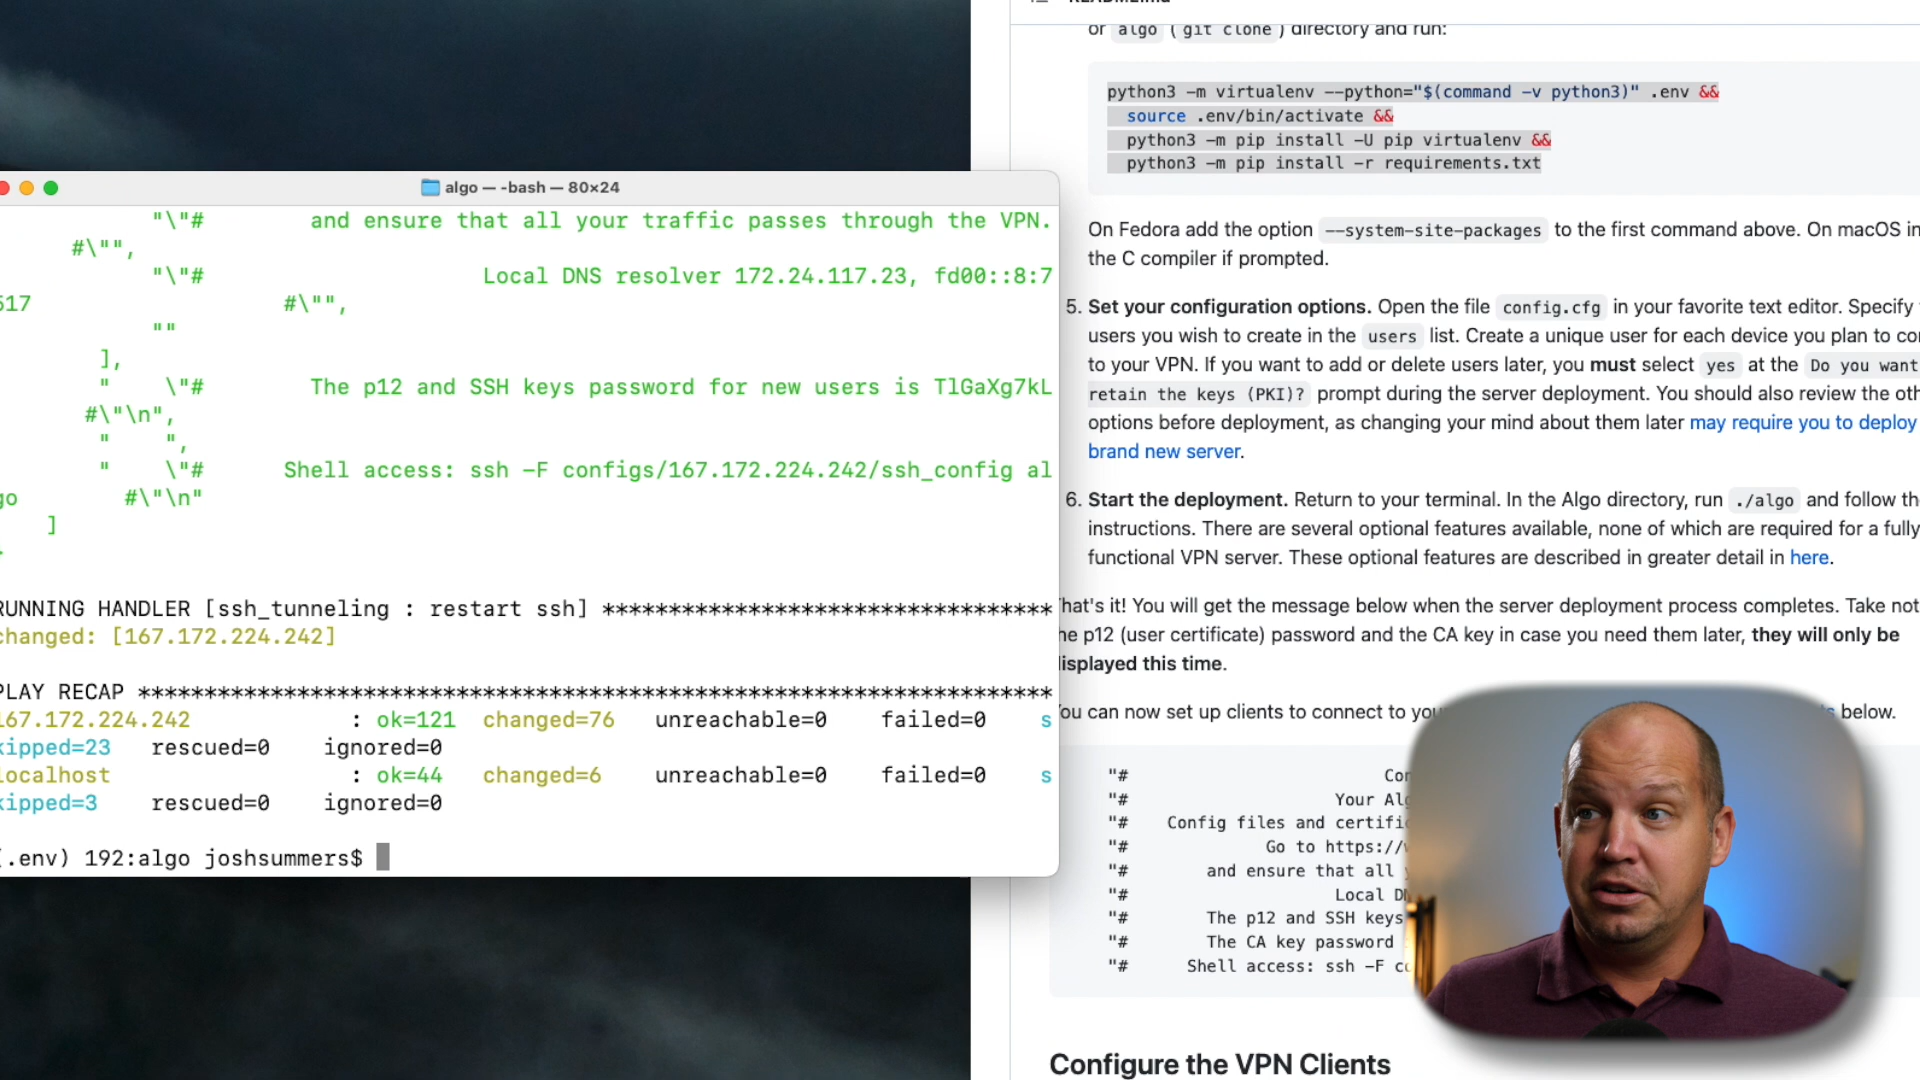 algo — -bash — 80×24
"\"#        and ensure that all your traffic passes through the VPN.
#\"",
"\"#                     Local DNS resolver 172.24.117.23, fd00::8:7
517                   #\"",
""
],
"    \"#        The p12 and SSH keys password for new users is TlGaXg7kL
#\"\n",
"    ",
"    \"#      Shell access: ssh -F configs/167.172.224.242/ssh_config al
go        #\"\n"
]
RUNNING HANDLER [ssh_tunneling : restart ssh] **********************************
changed: [167.172.224.242]
PLAY RECAP *********************************************************************
167.172.224.242            : ok=121  changed=76   unreachable=0    failed=0    s
kipped=23   rescued=0    ignored=0
localhost                  : ok=44   changed=6    unreachable=0    failed=0    s
kipped=3    rescued=0    ignored=0
(.env) 192:algo joshsummers$
or algo (git clone) directory and run:
python3 -m virtualenv --python="$(command -v python3)" .env &&
source .env/bin/activate &&
python3 -m pip install -U pip virtualenv &&
python3 -m pip install -r requirements.txt
On Fedora add the option --system-site-packages to the first command above. On macOS in
the C compiler if prompted.
5. Set your configuration options. Open the file config.cfg in your favorite text editor. Specify
users you wish to create in the users list. Create a unique user for each device you plan to co
to your VPN. If you want to add or delete users later, you must select yes at the Do you want
retain the keys (PKI)? prompt during the server deployment. You should also review the oth
options before deployment, as changing your mind about them later may require you to deploy
brand new server.
6. Start the deployment. Return to your terminal. In the Algo directory, run ./algo and follow the
instructions. There are several optional features available, none of which are required for a fully
functional VPN server. These optional features are described in greater detail in here.
That's it! You will get the message below when the server deployment process completes. Take not
he p12 (user certificate) password and the CA key in case you need them later, they will only be
displayed this time.
You can now set up clients to connect to you below.
"#                          Con
"#                     Your Alg
"#    Config files and certific
"#              Go to https://
"#        and ensure that all
"#                     Local DN
"#        The p12 and SSH keys
"#        The CA key password
"#      Shell access: ssh -F co
Configure the VPN Clients